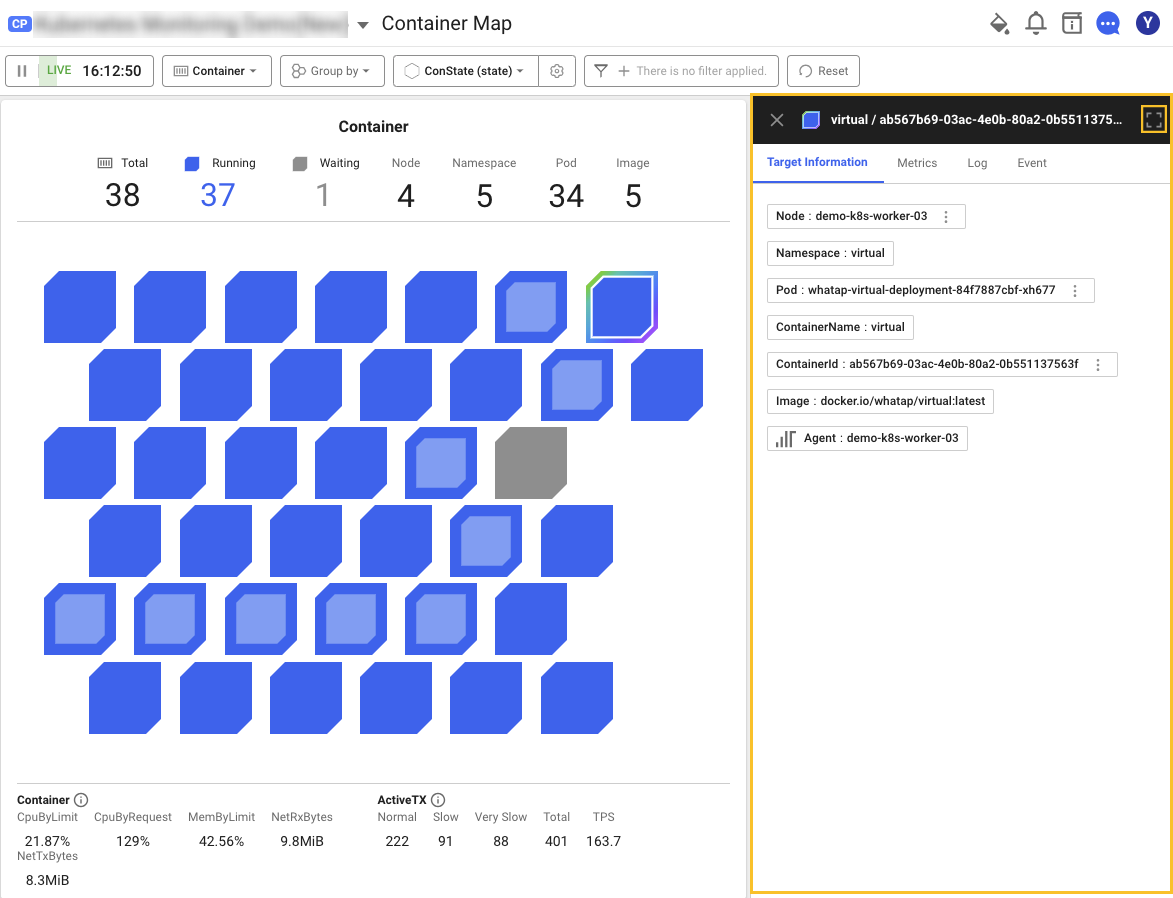 CP
Container Map
Y
LIVE 16:12:50
Container
Group by
ConState (state)
There is no filter applied.
Reset
Container
Total Running Waiting Node Namespace Pod Image
38 37 1 4 5 34 5
virtual / ab567b69-03ac-4e0b-80a2-0b5511375...
Target Information Metrics Log Event
Node : demo-k8s-worker-03
Namespace : virtual
Pod : whatap-virtual-deployment-84f7887cbf-xh677
ContainerName : virtual
ContainerId : ab567b69-03ac-4e0b-80a2-0b551137563f
Image : docker.io/whatap/virtual:latest
Agent : demo-k8s-worker-03
Container
CpuByLimit CpuByRequest MemByLimit NetRxBytes
21.87% 129% 42.56% 9.8MiB
NetTxBytes
8.3MiB
ActiveTX
Normal Slow Very Slow Total TPS
222 91 88 401 163.7